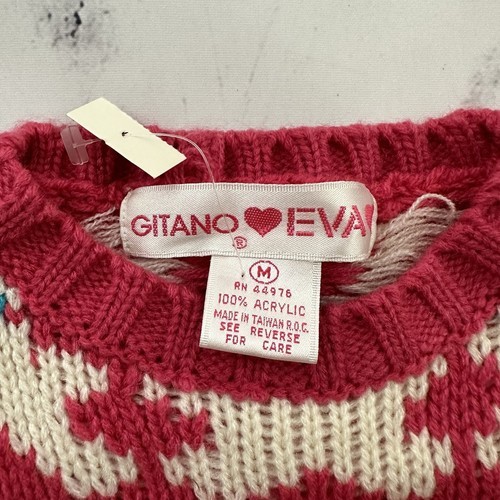 GITANO ♥ EVA ♥
®
M
RN 44976
100% ACRYLIC
MADE IN TAIWAN R.O.C.
SEE REVERSE
FOR CARE